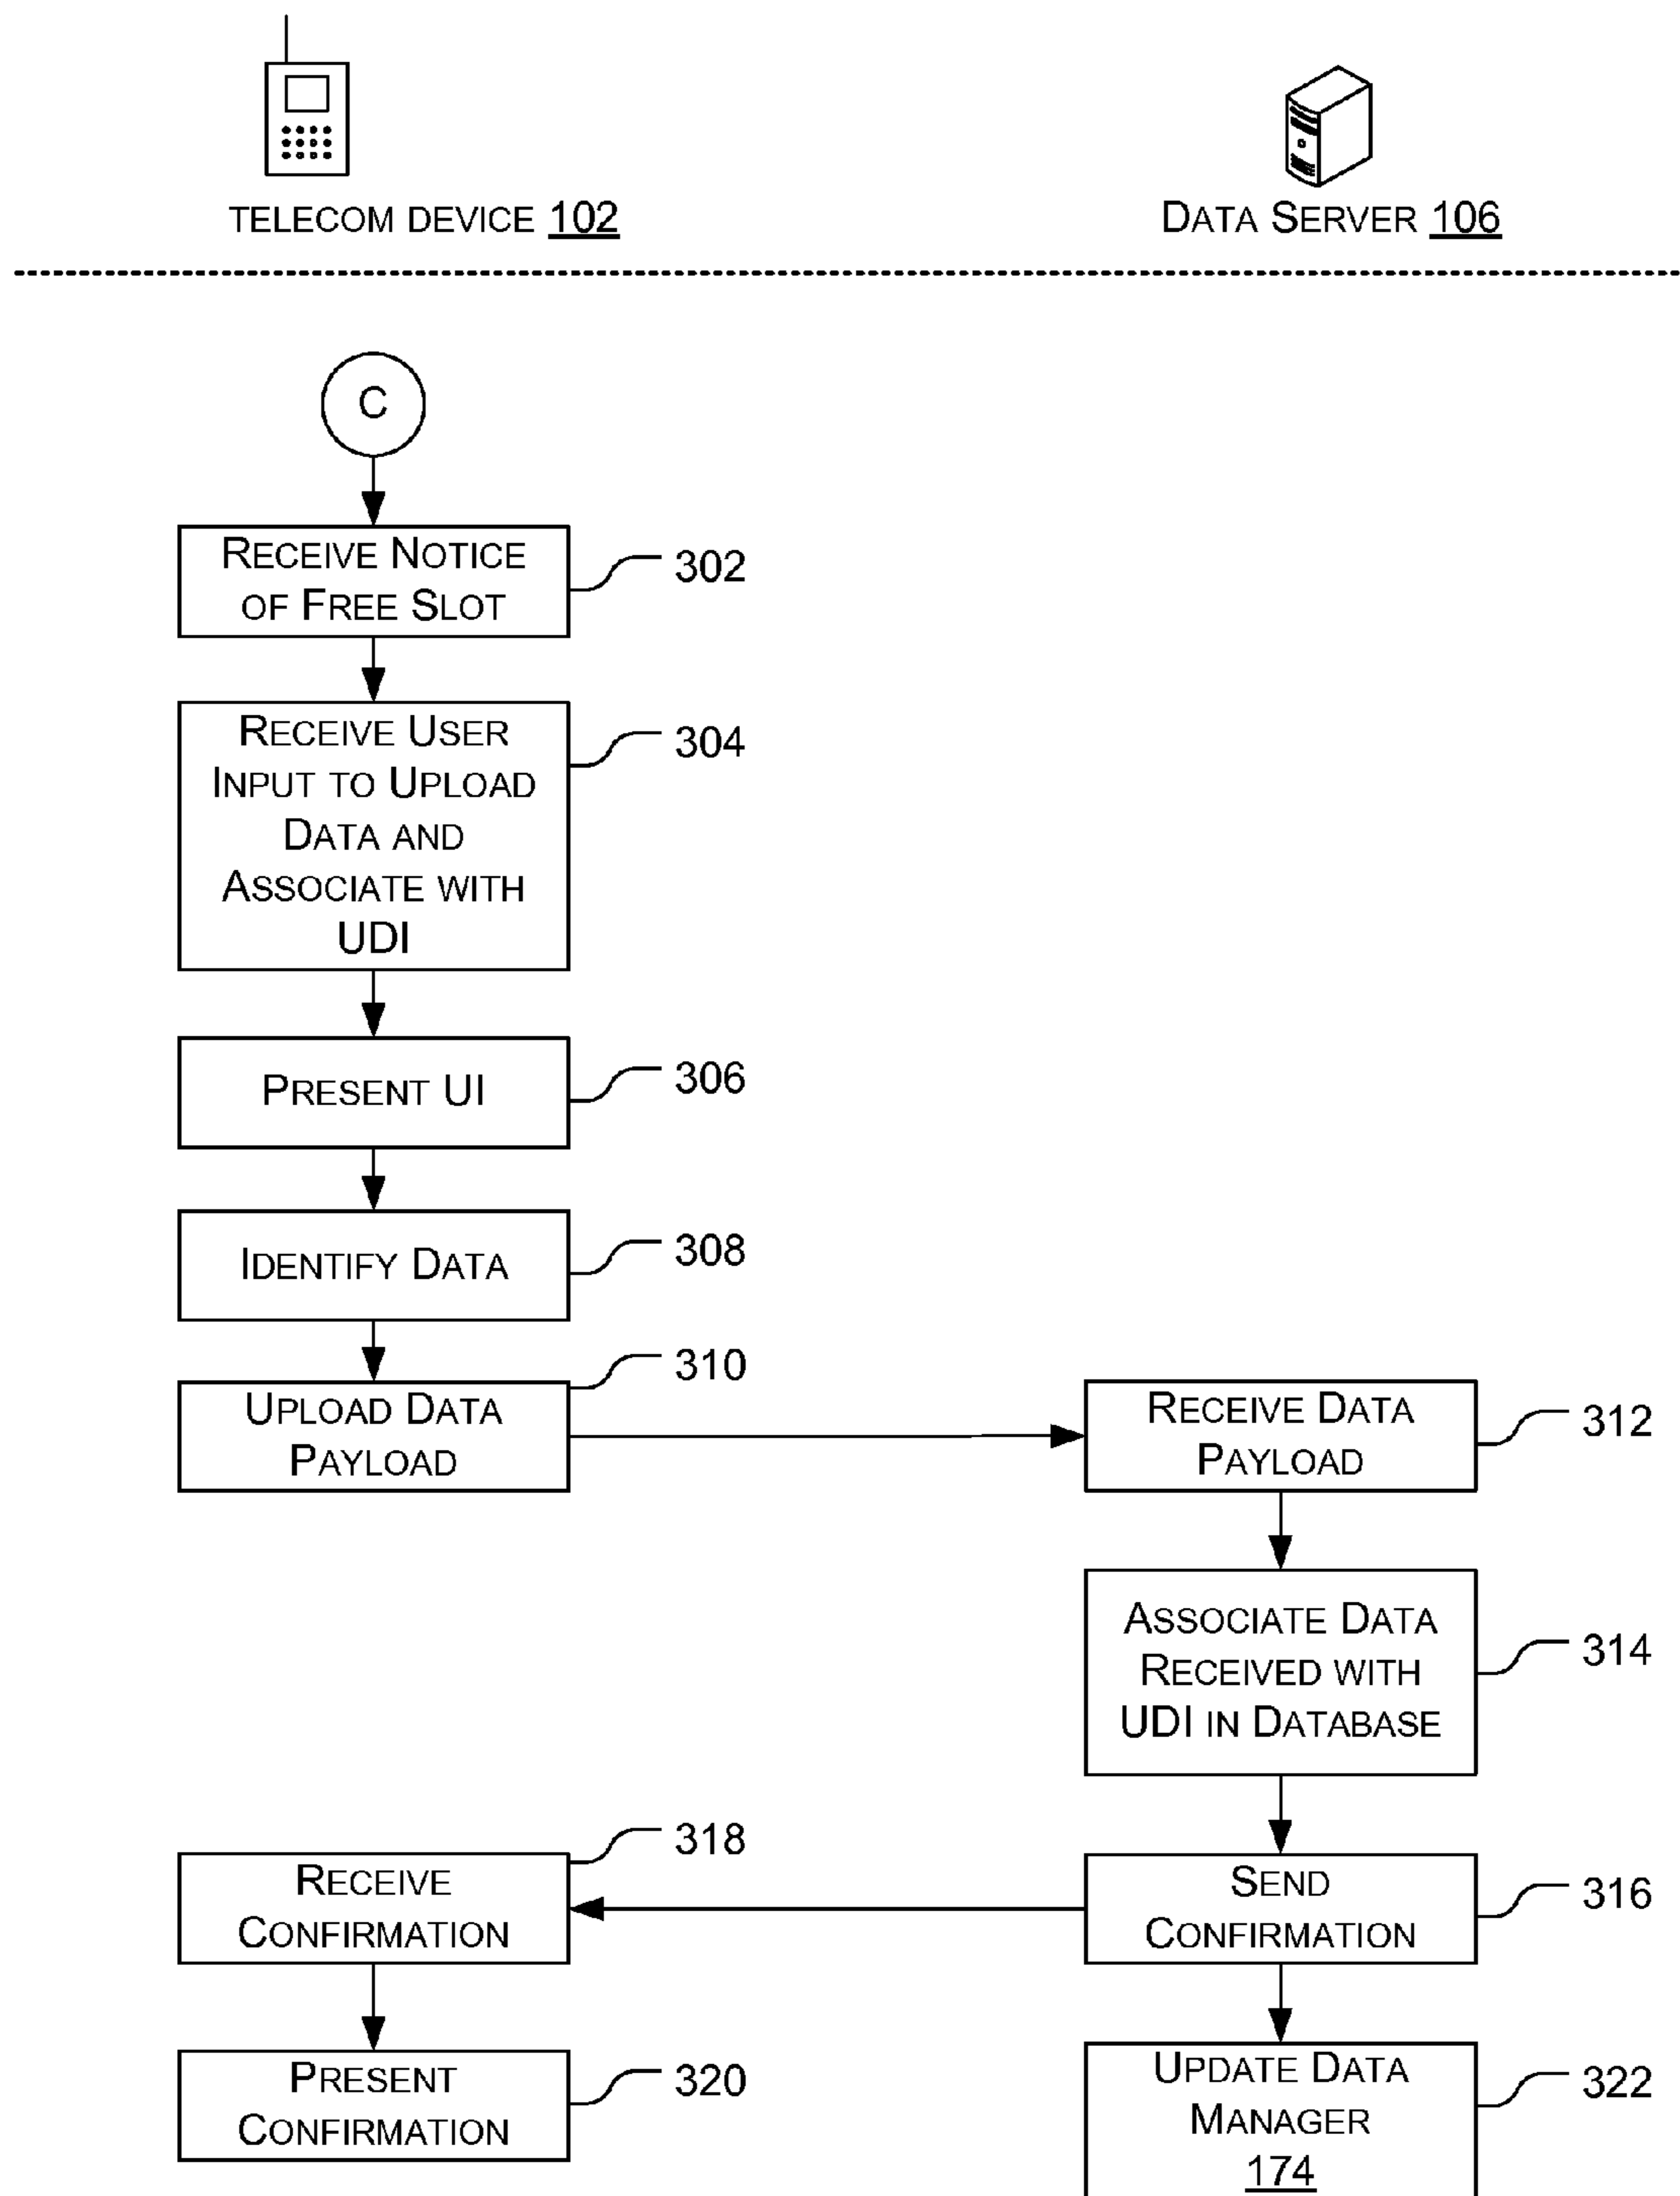 TELECOM DEVICE 102
DATA SERVER 106
C
RECEIVE NOTICE
OF FREE SLOT
302
RECEIVE USER
INPUT TO UPLOAD
DATA AND
ASSOCIATE WITH
UDI
304
PRESENT UI
306
IDENTIFY DATA
308
UPLOAD DATA
PAYLOAD
310
RECEIVE DATA
PAYLOAD
312
ASSOCIATE DATA
RECEIVED WITH
UDI IN DATABASE
314
SEND
CONFIRMATION
316
RECEIVE
CONFIRMATION
318
PRESENT
CONFIRMATION
320
UPDATE DATA
MANAGER
174
322